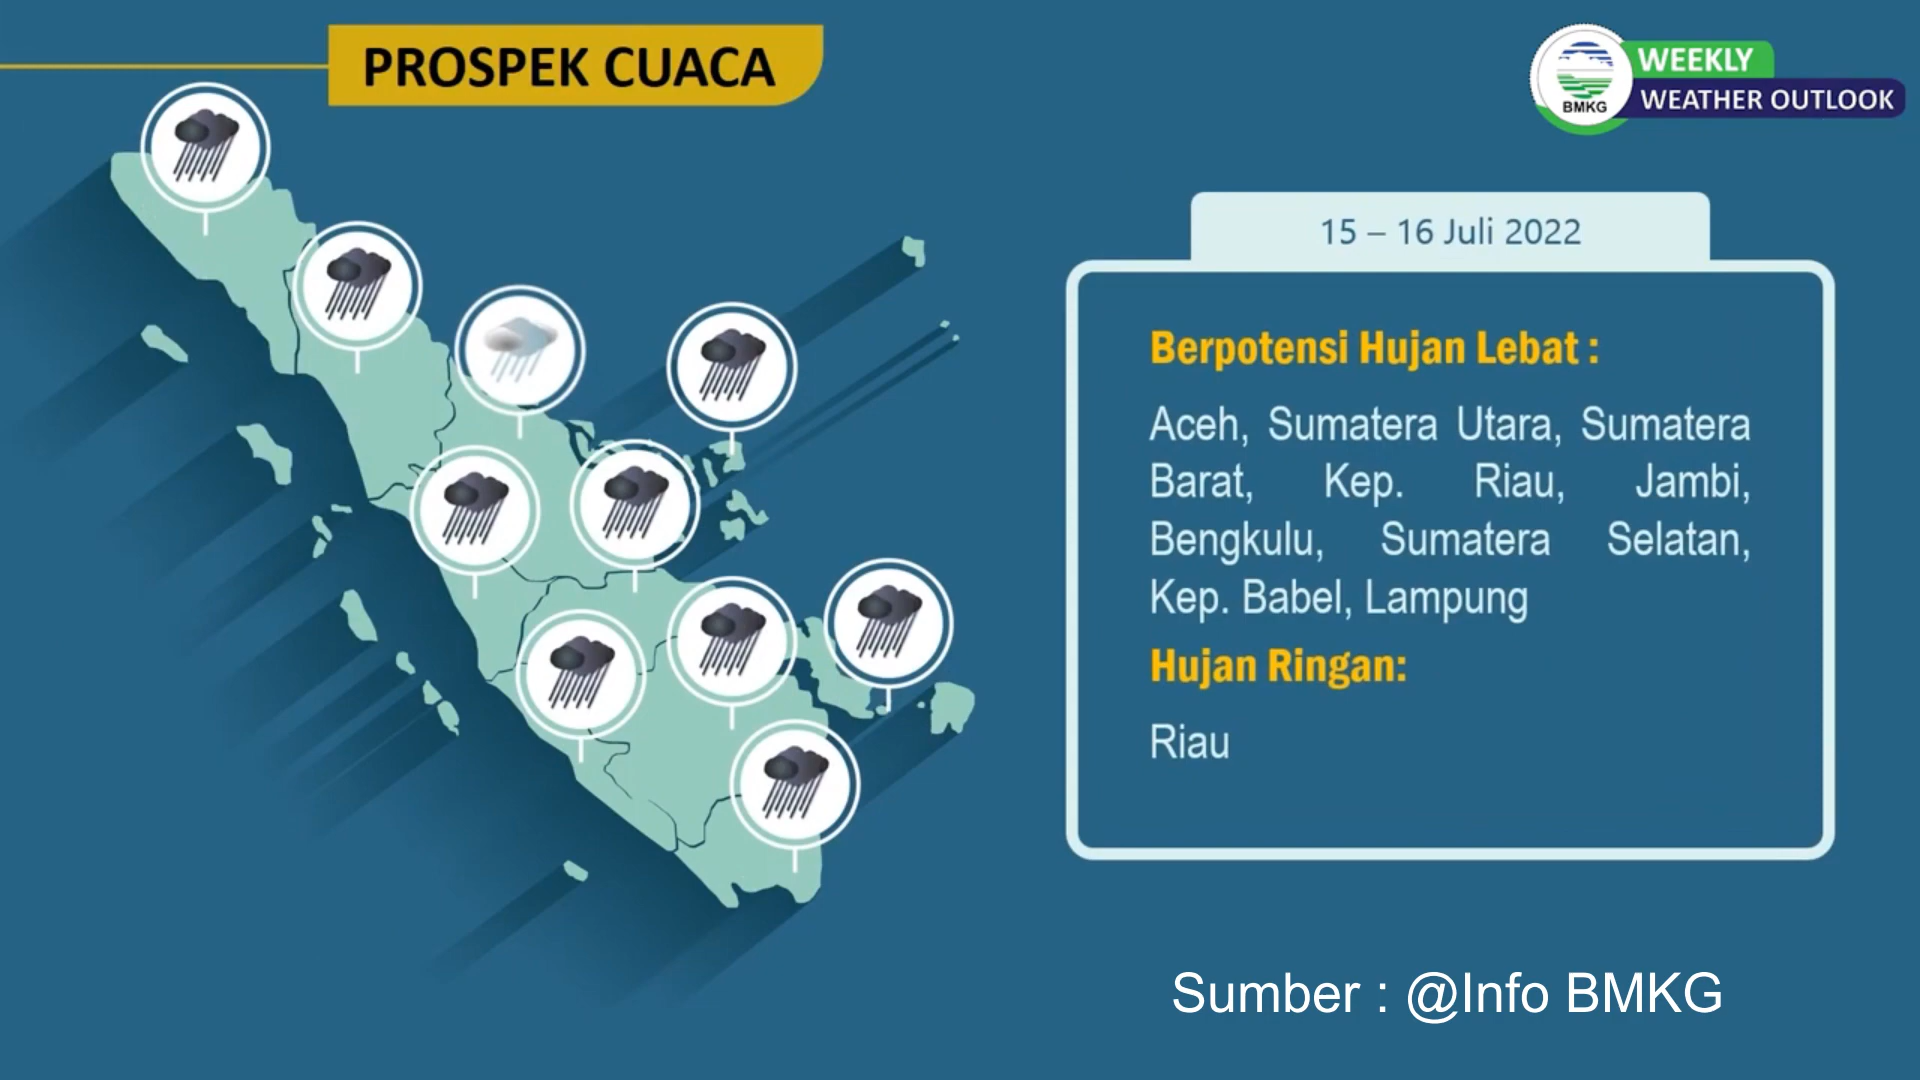 PROSPEK CUACA
BMKG
WEEKLY
WEATHER OUTLOOK
15 – 16 Juli 2022
Berpotensi Hujan Lebat :
Aceh, Sumatera Utara, Sumatera
Barat, Kep. Riau, Jambi,
Bengkulu, Sumatera Selatan,
Kep. Babel, Lampung
Hujan Ringan:
Riau
Sumber : @Info BMKG